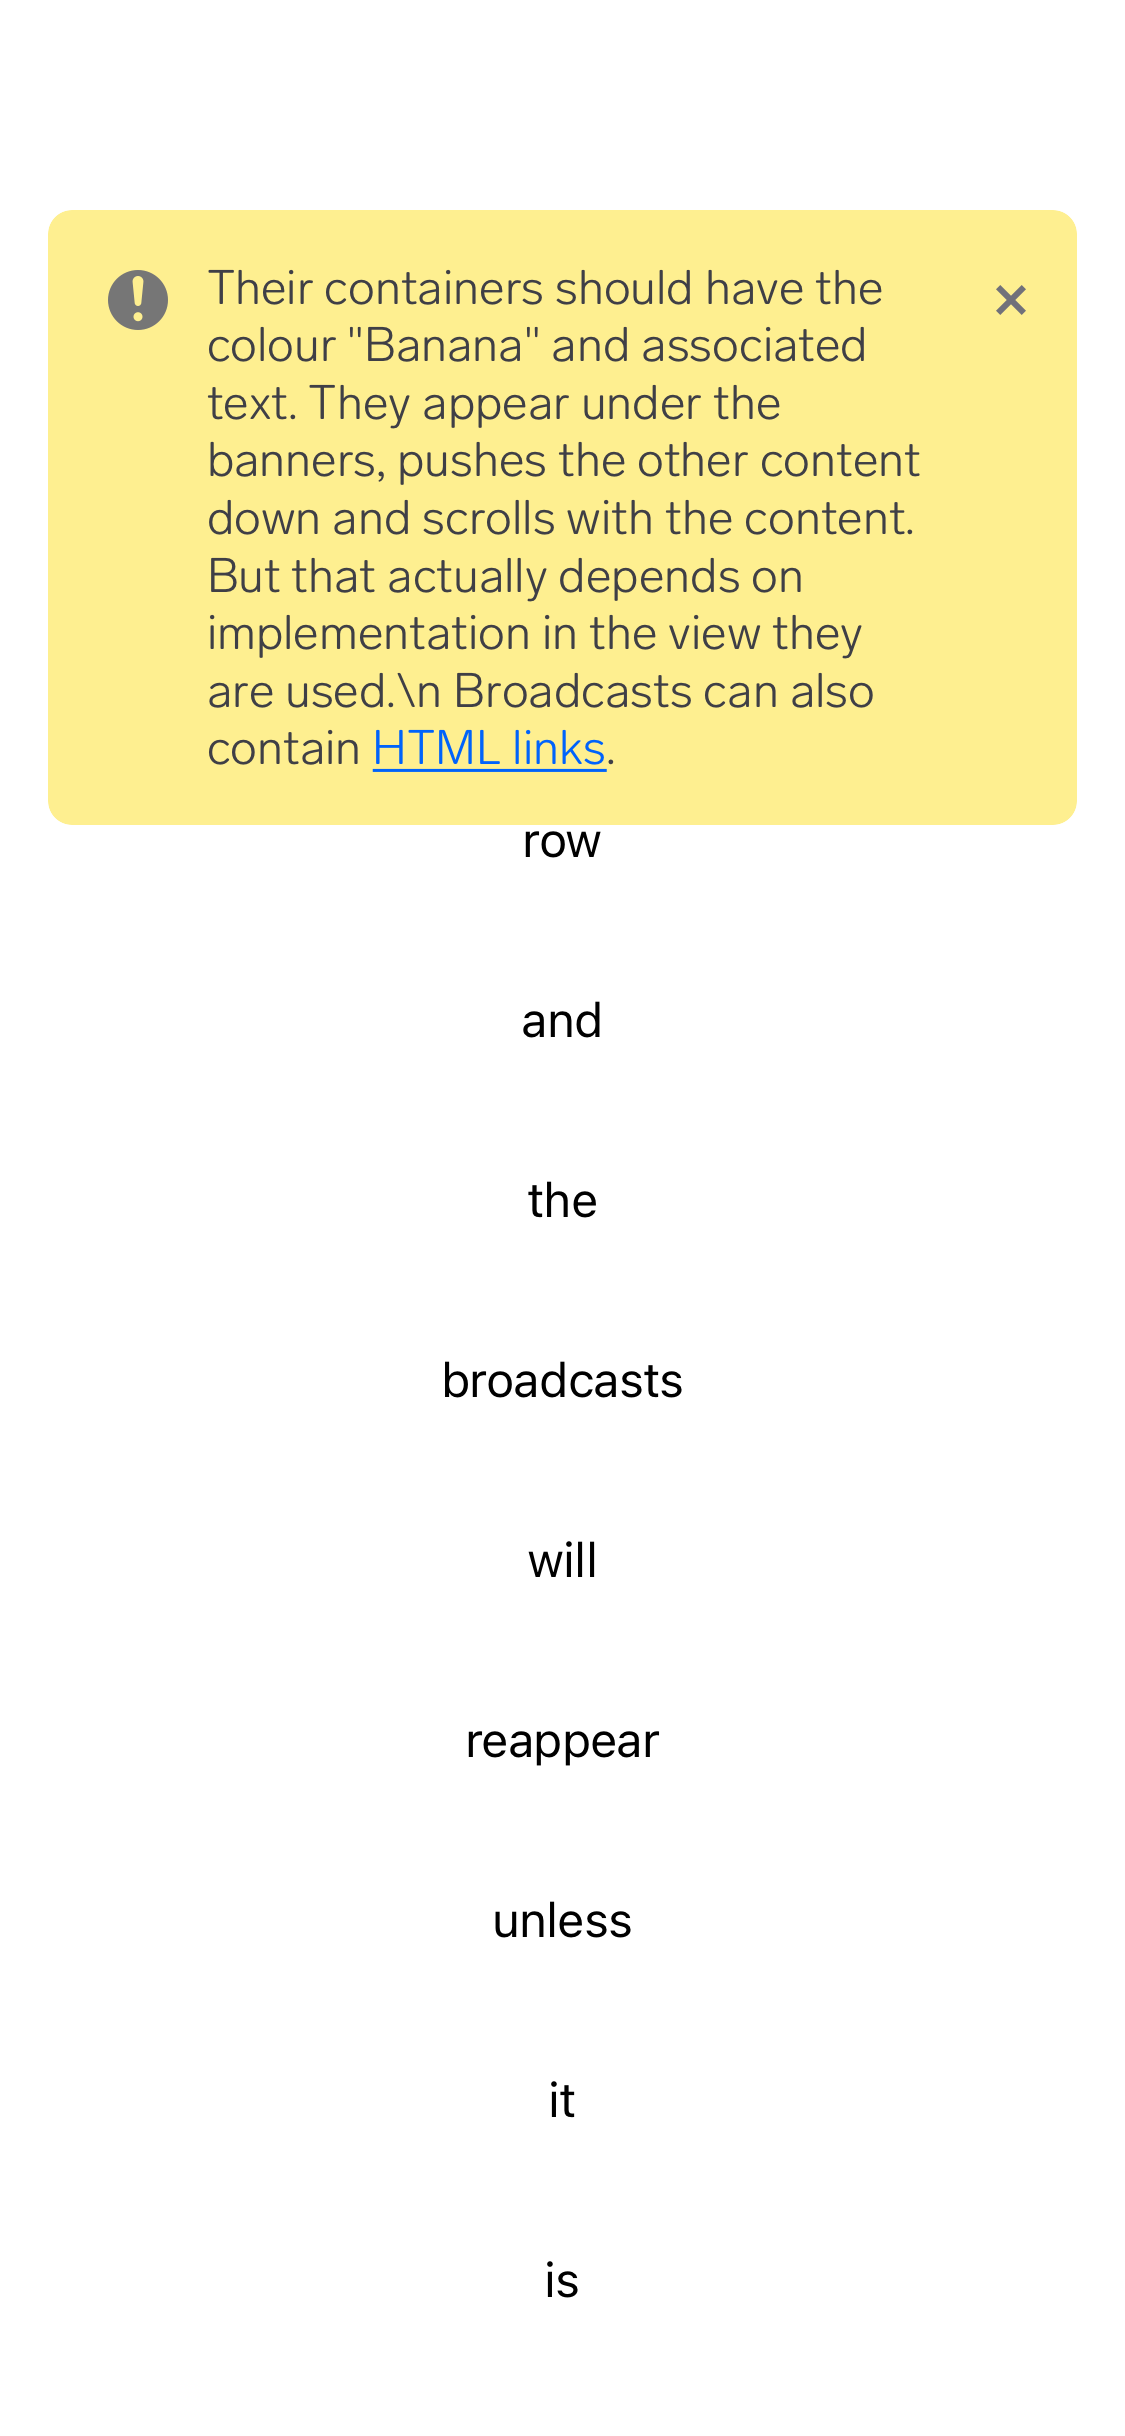 Their containers should have the
colour "Banana" and associated
text. They appear under the
banners, pushes the other content
down and scrolls with the content.
But that actually depends on
implementation in the view they
are used.\n Broadcasts can also
contain HTML links.
row
and
the
broadcasts
will
reappear
unless
it
is